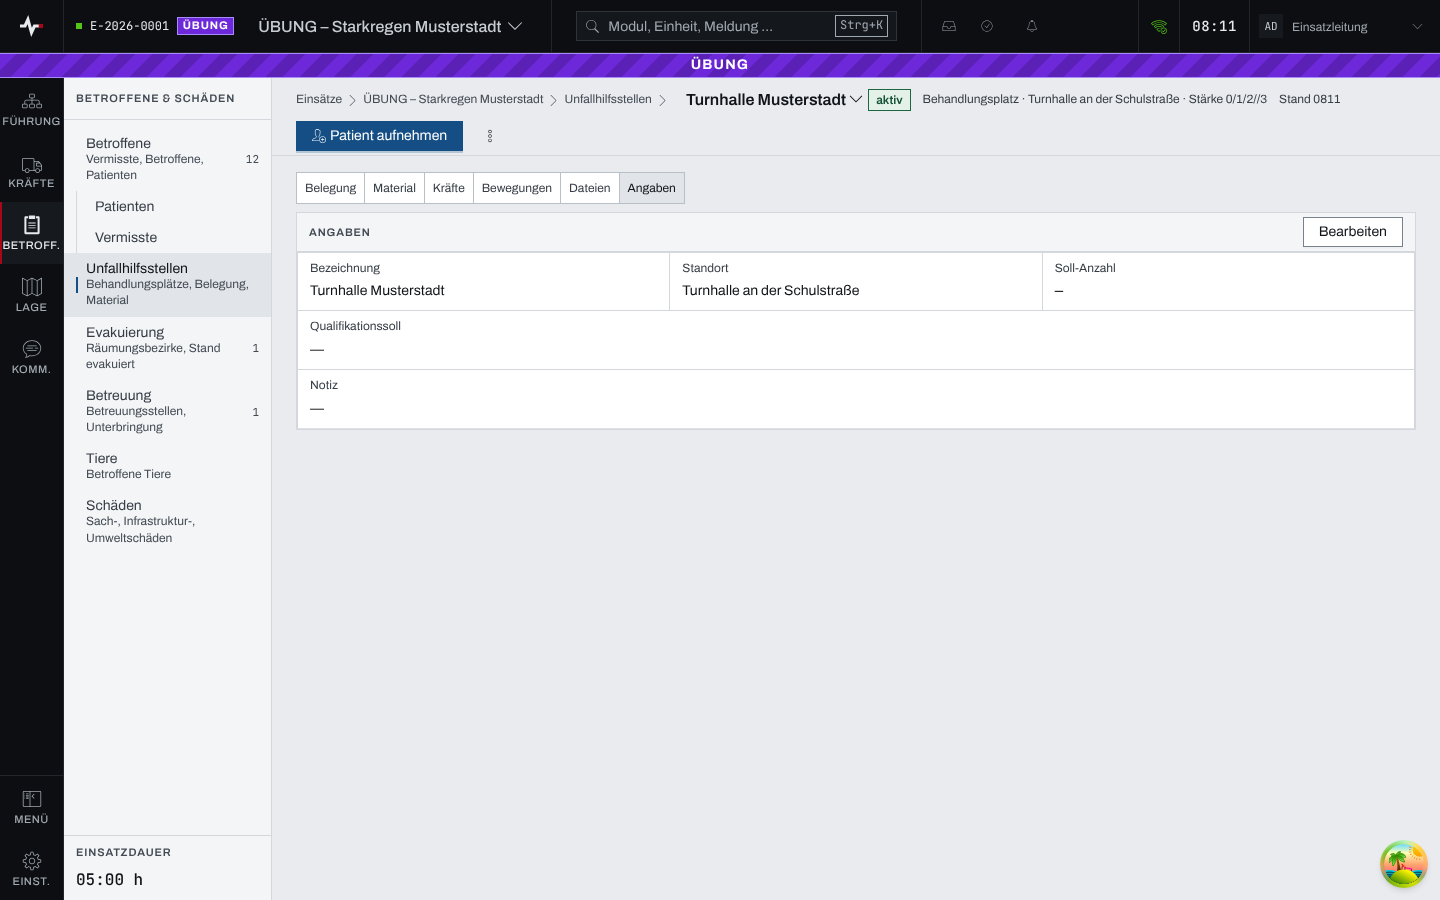 E-2026-0001 ÜBUNG ÜBUNG – Starkregen Musterstadt Modul, Einheit, Meldung ... Strg+K 08:11 AD Einsatzleitung
ÜBUNG
FÜHRUNG
KRÄFTE
BETROFF.
LAGE
KOMM.
MENÜ
EINST.
BETROFFENE & SCHÄDEN
Betroffene
Vermisste, Betroffene, Patienten 12
Patienten
Vermisste
Unfallhilfsstellen
Behandlungsplätze, Belegung,
Material
Evakuierung
Räumungsbezirke, Stand
evakuiert 1
Betreuung
Betreuungsstellen,
Unterbringung 1
Tiere
Betroffene Tiere
Schäden
Sach-, Infrastruktur-,
Umweltschäden
EINSATZDAUER
05:00 h
Einsätze ÜBUNG – Starkregen Musterstadt Unfallhilfsstellen Turnhalle Musterstadt aktiv Behandlungsplatz · Turnhalle an der Schulstraße · Stärke 0/1/2//3 Stand 0811
Patient aufnehmen
Belegung Material Kräfte Bewegungen Dateien Angaben
ANGABEN Bearbeiten
Bezeichnung Standort Soll-Anzahl
Turnhalle Musterstadt Turnhalle an der Schulstraße –
Qualifikationssoll
—
Notiz
—